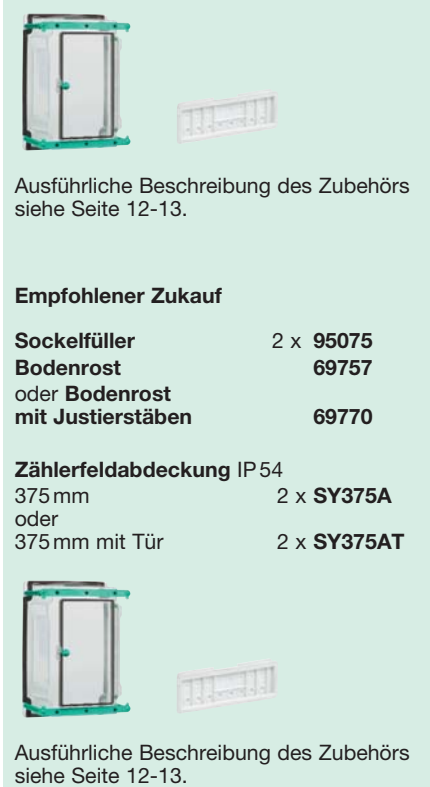 Ausführliche Beschreibung des Zubehörs
siehe Seite 12-13.
Empfohlener Zukauf
Sockelfüller 2 x 95075
Bodenrost 69757
oder Bodenrost
mit Justierstäben 69770
Zählerfeldabdeckung IP 54
375 mm 2 x SY375A
oder
375 mm mit Tür 2 x SY375AT
Ausführliche Beschreibung des Zubehörs
siehe Seite 12-13.